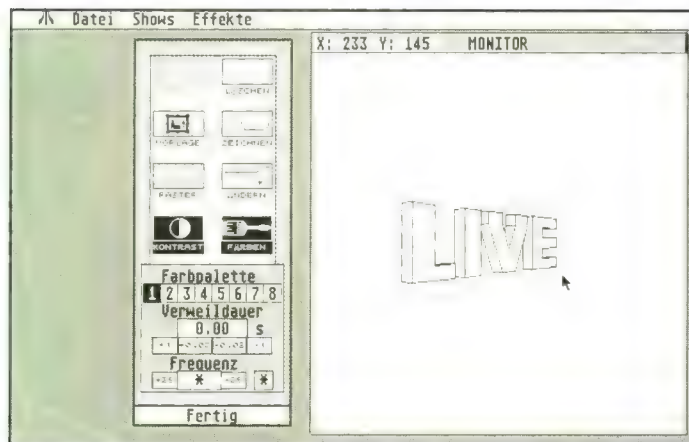 Datei Shows Effekte
X: 233 Y: 145 MONITOR
LÖSCHEN
VORLAGE ZEICHNEN
RASTER ÄNDERN
KONTRAST FÄRBEN
LIVE
Farbpalette
1 2 3 4 5 6 7 8
Verweildauer
0.00 s
Frequenz
*
*
Fertig